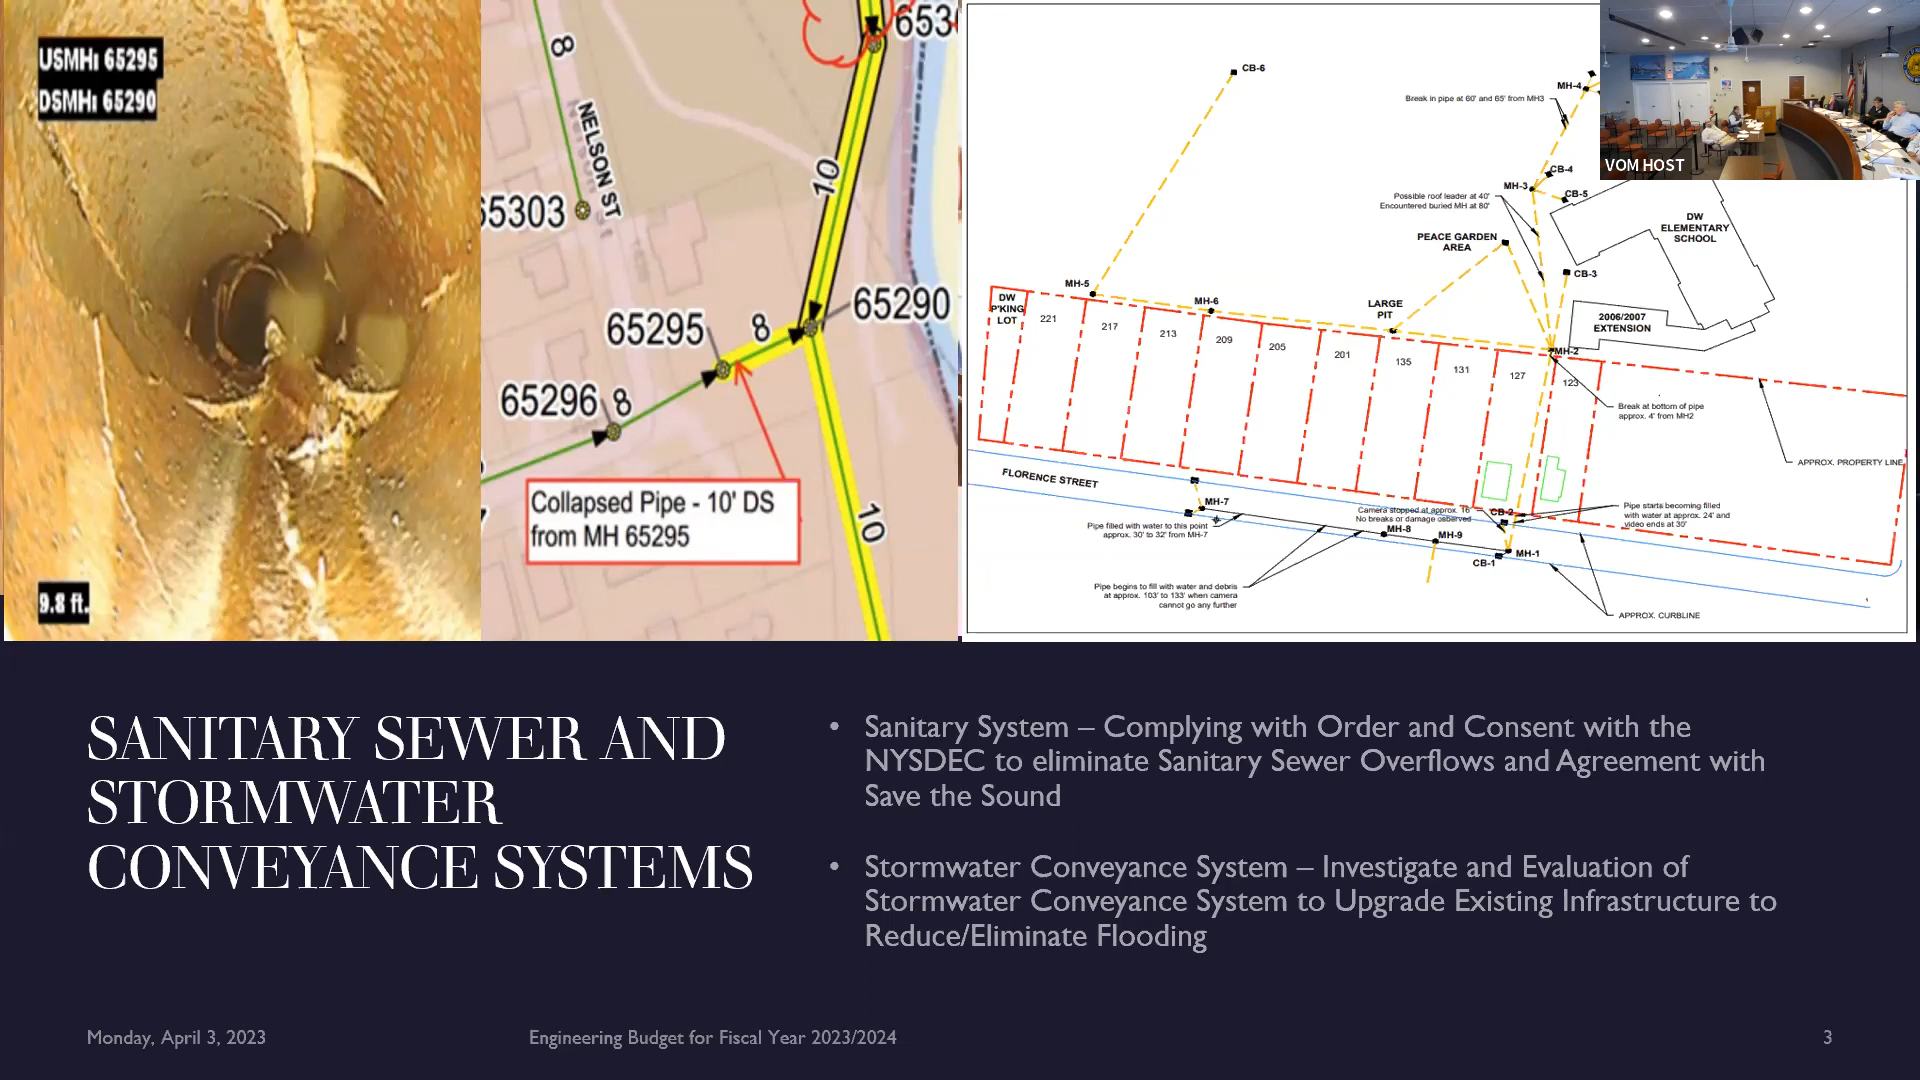 USMH: 65295
DSMH: 65290
9.8 ft.
8
NELSON ST
65303
10
65295
8
65290
65296 8
10
Collapsed Pipe - 10' DS
from MH 65295
CB-6
MH-4
Break in pipe at 60' and 65' from MH3
CB-4
MH-3
CB-5
Possible roof leader at 40'
Encountered buried MH at 80'
PEACE GARDEN
AREA
DW
ELEMENTARY
SCHOOL
CB-3
MH-5
MH-6
LARGE
PIT
2006/2007
EXTENSION
DW
P'KING
LOT
221
217
213
209
205
201
135
131
127
123
MH-2
Break at bottom of pipe
approx. 4' from MH2
APPROX. PROPERTY LINE
FLORENCE STREET
MH-7
Pipe filled with water to this point
approx. 30' to 32' from MH-7
Camera stopped at approx. 16'
No breaks or damage observed
CB-2
MH-8
MH-9
MH-1
CB-1
Pipe starts becoming filled
with water at approx. 24' and
video ends at 30'
Pipe begins to fill with water and debris
at approx. 103' to 133' when camera
cannot go any further
APPROX. CURBLINE
VOM HOST
SANITARY SEWER AND
STORMWATER
CONVEYANCE SYSTEMS
• Sanitary System – Complying with Order and Consent with the
NYSDEC to eliminate Sanitary Sewer Overflows and Agreement with
Save the Sound
• Stormwater Conveyance System – Investigate and Evaluation of
Stormwater Conveyance System to Upgrade Existing Infrastructure to
Reduce/Eliminate Flooding
Monday, April 3, 2023
Engineering Budget for Fiscal Year 2023/2024
3